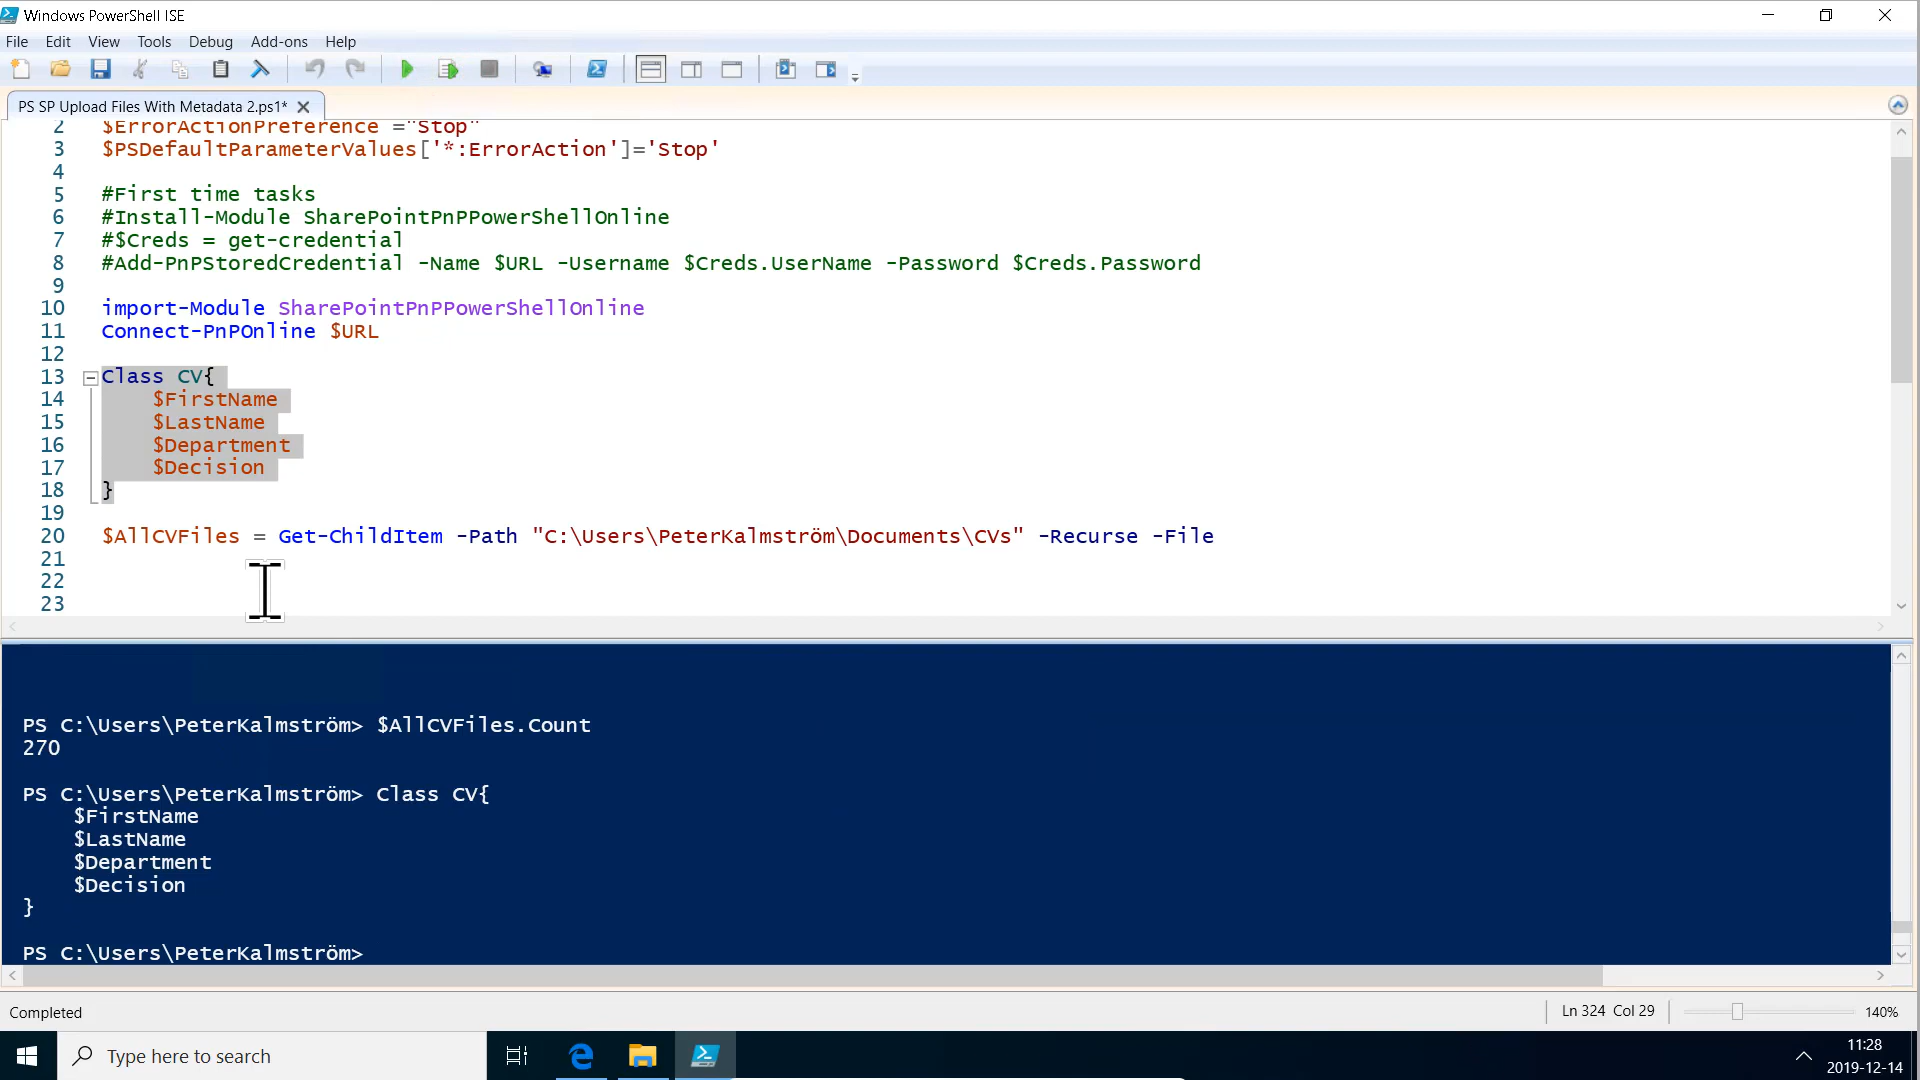 Windows PowerShell ISE
File Edit View Tools Debug Add-ons Help
PS SP Upload Files With Metadata 2.ps1*
2 $ErrorActionPreference ="Stop"
3 $PSDefaultParameterValues['*:ErrorAction']='Stop'
4
5 #First time tasks
6 #Install-Module SharePointPnPPowerShellOnline
7 #$Creds = get-credential
8 #Add-PnPStoredCredential -Name $URL -Username $Creds.UserName -Password $Creds.Password
9
10 import-Module SharePointPnPPowerShellOnline
11 Connect-PnPOnline $URL
12
13 Class CV{
14 $FirstName
15 $LastName
16 $Department
17 $Decision
18 }
19
20 $AllCVFiles = Get-ChildItem -Path "C:\Users\PeterKalmström\Documents\CVs" -Recurse -File
21
22
23
PS C:\Users\PeterKalmström> $AllCVFiles.Count
270
PS C:\Users\PeterKalmström> Class CV{
$FirstName
$LastName
$Department
$Decision
}
PS C:\Users\PeterKalmström>
Completed Ln 324 Col 29 140%
Type here to search
11:28
2019-12-14